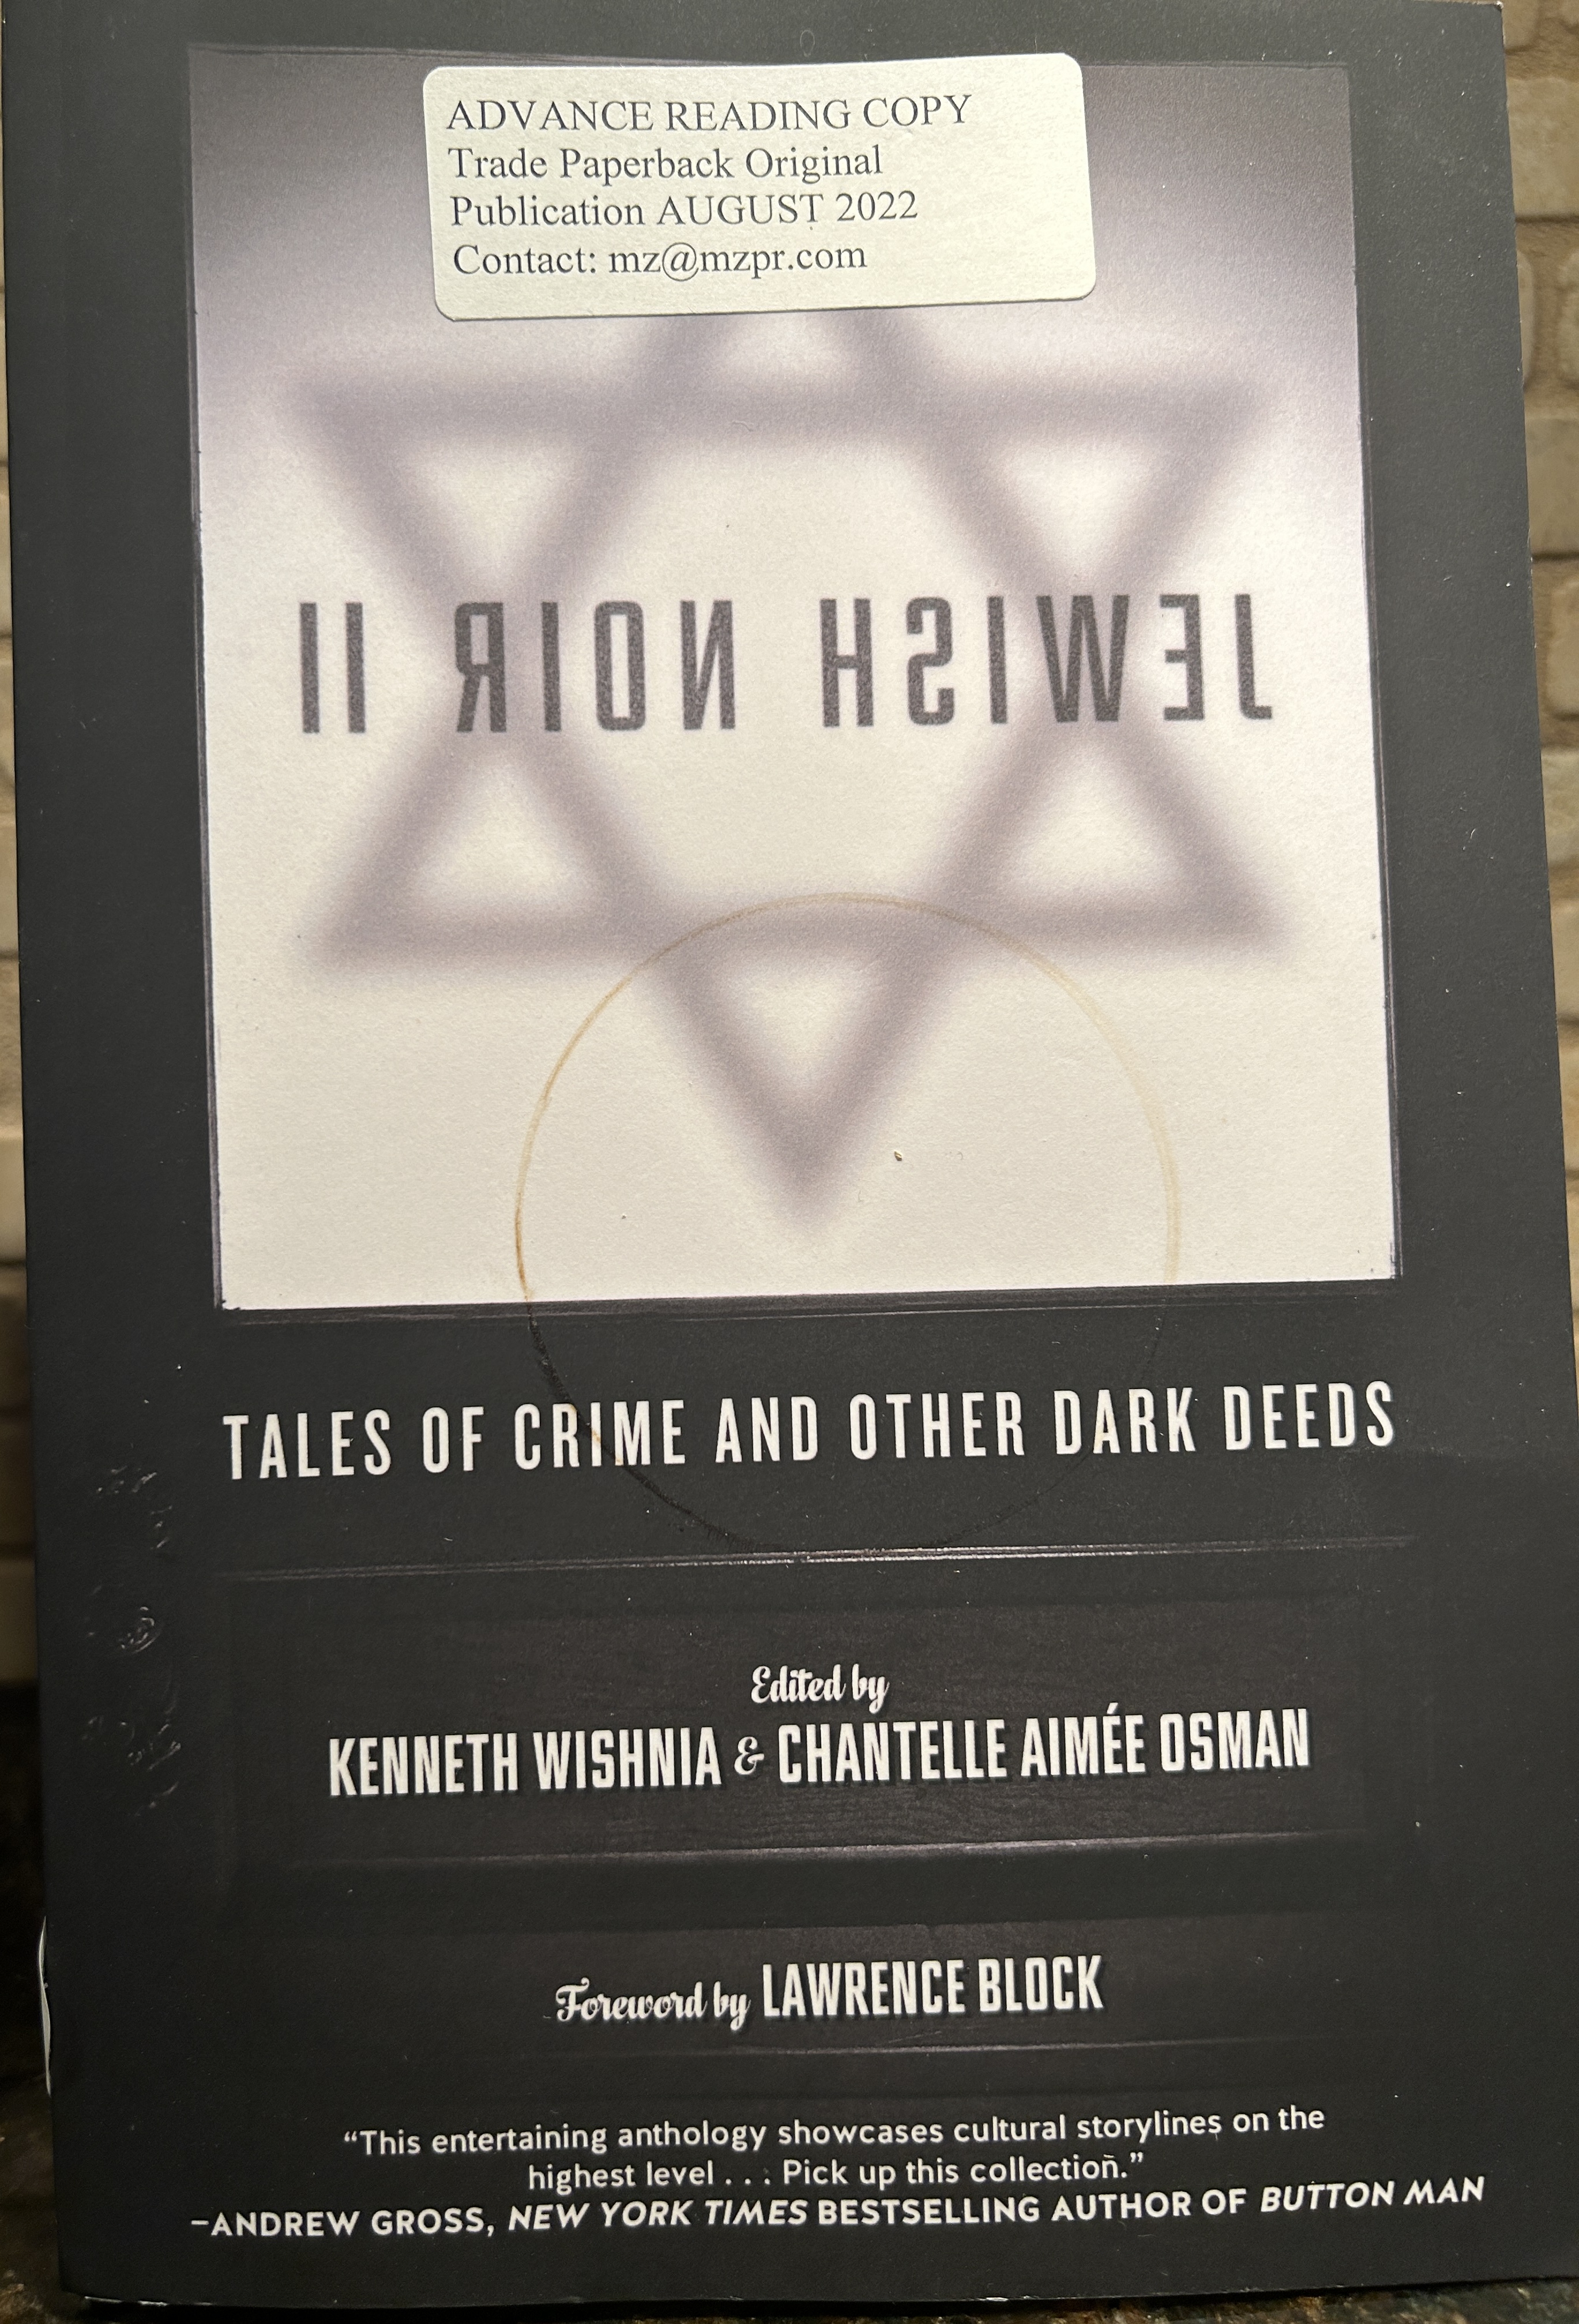 ADVANCE READING COPY
Trade Paperback Original
Publication AUGUST 2022
Contact: mz@mzpr.com
JEWISH NOIR II
TALES OF CRIME AND OTHER DARK DEEDS
Edited by
KENNETH WISHNIA & CHANTELLE AIMÉE OSMAN
Foreword by LAWRENCE BLOCK
“This entertaining anthology showcases cultural storylines on the
highest level . . . Pick up this collection.”
–ANDREW GROSS, NEW YORK TIMES BESTSELLING AUTHOR OF BUTTON MAN